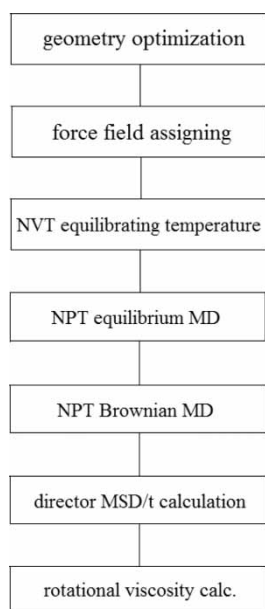 geometry optimization
force field assigning
NVT equilibrating temperature
NPT equilibrium MD
NPT Brownian MD
director MSD/t calculation
rotational viscosity calc.